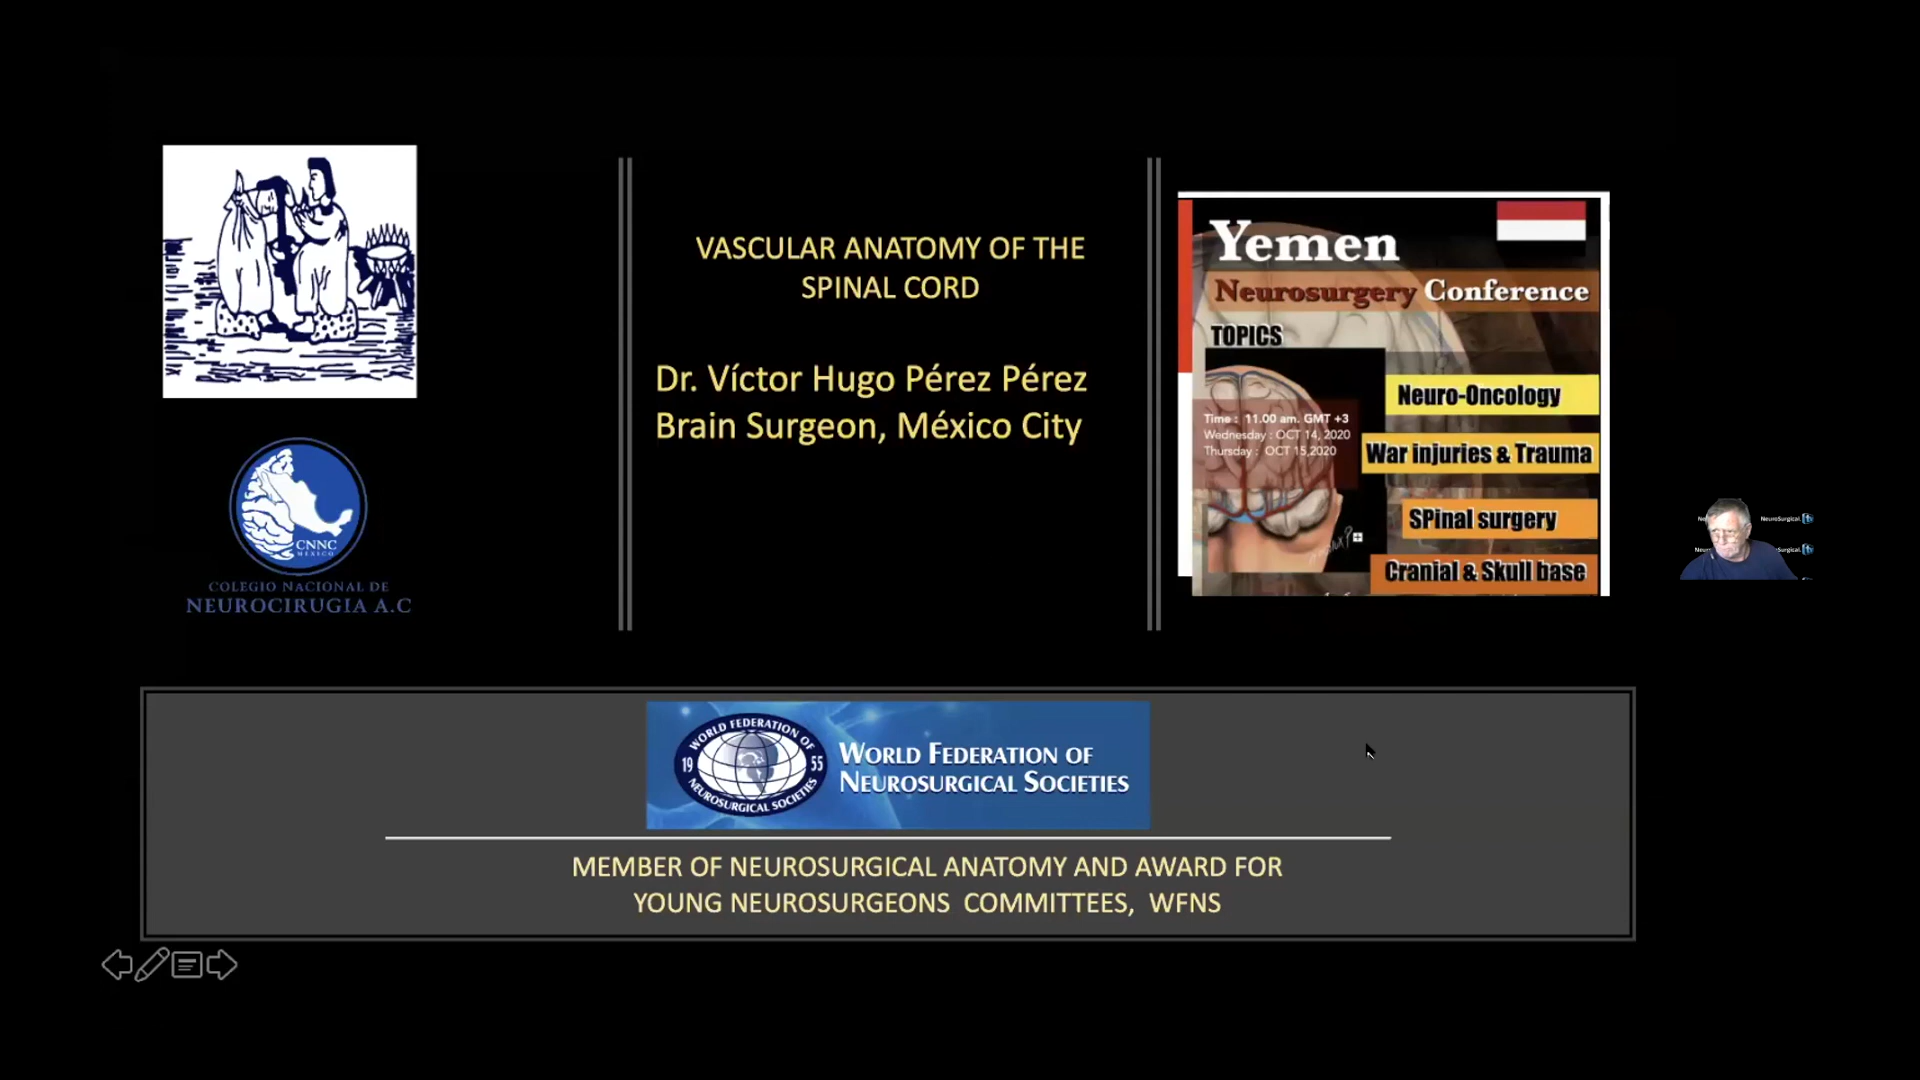 VASCULAR ANATOMY OF THE
SPINAL CORD
Dr. Víctor Hugo Pérez Pérez
Brain Surgeon, México City
CNNC
MÉXICO
COLEGIO NACIONAL DE
NEUROCIRUGIA A.C
Yemen
Neurosurgery Conference
TOPICS
Neuro-Oncology
Time : 11.00 am. GMT +3
Wednesday : OCT 14, 2020
Thursday : OCT 15,2020
War injuries & Trauma
SPinal surgery
Cranial & Skull base
NeuroSurgical.tv
WORLD FEDERATION OF
19 55
NEUROSURGICAL SOCIETIES
WORLD FEDERATION OF
NEUROSURGICAL SOCIETIES
MEMBER OF NEUROSURGICAL ANATOMY AND AWARD FOR
YOUNG NEUROSURGEONS COMMITTEES, WFNS